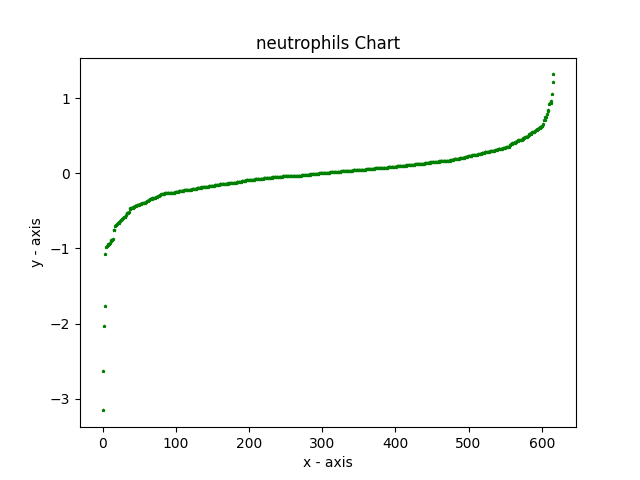 neutrophils Chart
1
0
−1
−2
−3
y - axis
0 100 200 300 400 500 600
x - axis